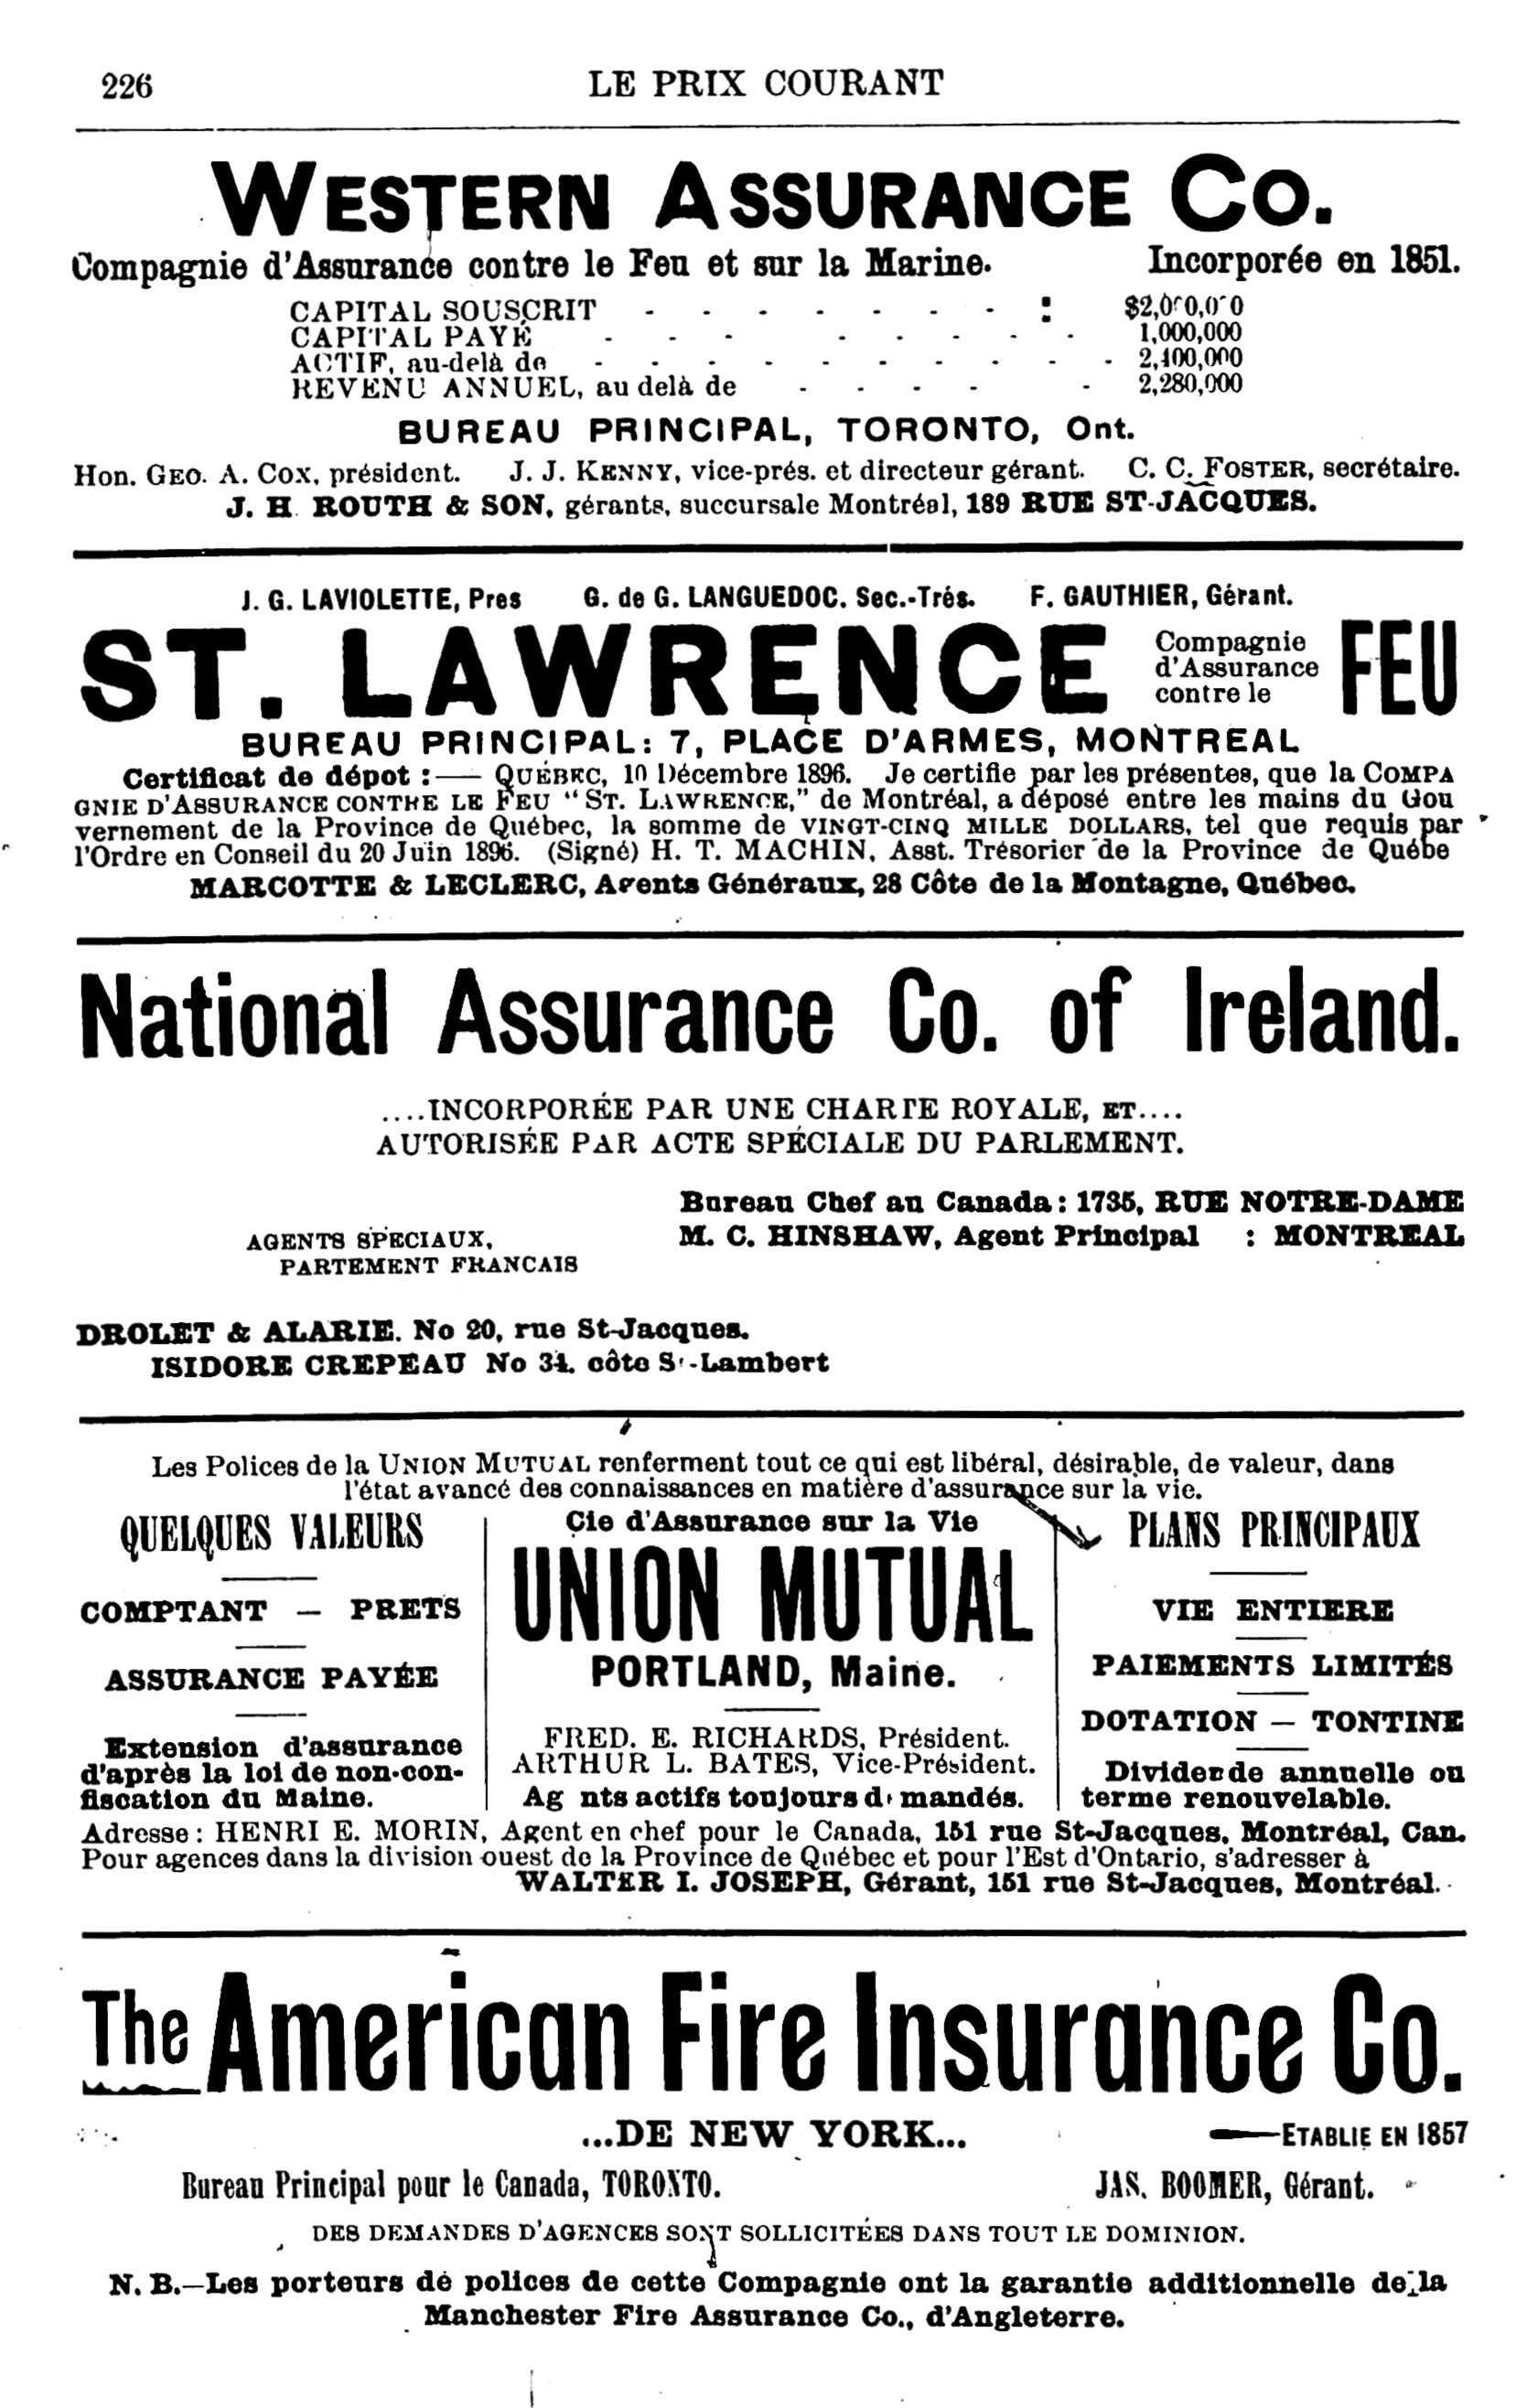 226
LE PRIX COURANT
WESTERN ASSURANCE CO.
Compagnie d'Assurance contre le Feu et sur la Marine. Incorporée en 1851.
CAPITAL SOUSCRIT - - - - - - - : $2,000,000
CAPITAL PAYÉ - - - - - - - - 1,000,000
ACTIF, au-delà de - - - - - - - - - - 2,400,000
REVENU ANNUEL, au delà de - - - - - 2,280,000
BUREAU PRINCIPAL, TORONTO, Ont.
Hon. GEO. A. COX, président. J. J. KENNY, vice-prés. et directeur gérant. C. C. FOSTER, secrétaire.
J. H. ROUTH & SON, gérants, succursale Montréal, 189 RUE ST-JACQUES.
J. G. LAVIOLETTE, Pres G. de G. LANGUEDOC. Sec.-Trés. F. GAUTHIER, Gérant.
ST. LAWRENCE Compagnie d'Assurance contre le FEU
BUREAU PRINCIPAL: 7, PLACE D'ARMES, MONTREAL
Certificat de dépot :— QUÉBEC, 10 Décembre 1896. Je certifie par les présentes, que la COMPA
GNIE D'ASSURANCE CONTRE LE FEU "ST. LAWRENCE," de Montréal, a déposé entre les mains du Gou
vernement de la Province de Québec, la somme de VINGT-CINQ MILLE DOLLARS, tel que requis par
l'Ordre en Conseil du 20 Juin 1896. (Signé) H. T. MACHIN, Asst. Trésorier de la Province de Québe
MARCOTTE & LECLERC, Agents Généraux, 28 Côte de la Montagne, Québec.
National Assurance Co. of Ireland.
....INCORPORÉE PAR UNE CHARTE ROYALE, ET....
AUTORISÉE PAR ACTE SPÉCIALE DU PARLEMENT.
Bureau Chef au Canada: 1735, RUE NOTRE-DAME
M. C. HINSHAW, Agent Principal : MONTREAL
AGENTS SPECIAUX,
PARTEMENT FRANCAIS
DROLET & ALARIE. No 20, rue St-Jacques.
ISIDORE CREPEAU No 34. côte St-Lambert
Les Polices de la UNION MUTUAL renferment tout ce qui est libéral, désirable, de valeur, dans
l'état avancé des connaissances en matière d'assurance sur la vie.
QUELQUES VALEURS
COMPTANT — PRETS
ASSURANCE PAYÉE
Extension d'assurance
d'après la loi de non-con-
fiscation du Maine.
Cie d'Assurance sur la Vie
UNION MUTUAL
PORTLAND, Maine.
FRED. E. RICHARDS, Président.
ARTHUR L. BATES, Vice-Président.
Ag nts actifs toujours demandés.
PLANS PRINCIPAUX
VIE ENTIERE
PAIEMENTS LIMITÉS
DOTATION — TONTINE
Dividende annuelle ou
terme renouvelable.
Adresse: HENRI E. MORIN, Agent en chef pour le Canada, 151 rue St-Jacques, Montréal, Can.
Pour agences dans la division ouest de la Province de Québec et pour l'Est d'Ontario, s'adresser à
WALTER I. JOSEPH, Gérant, 151 rue St-Jacques, Montréal.
The American Fire Insurance Co.
...DE NEW YORK... —ETABLIE EN 1857
Bureau Principal pour le Canada, TORONTO. JAS. BOOMER, Gérant.
DES DEMANDES D'AGENCES SONT SOLLICITÉES DANS TOUT LE DOMINION.
N. B.—Les porteurs de polices de cette Compagnie ont la garantie additionnelle de la
Manchester Fire Assurance Co., d'Angleterre.